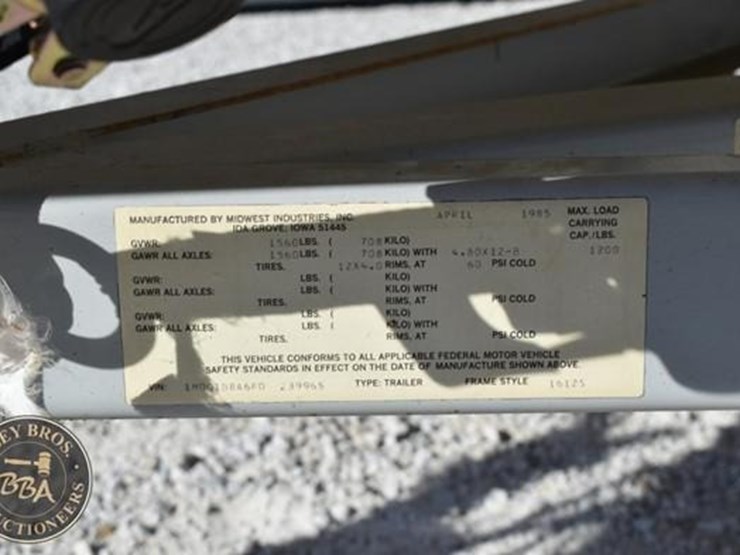 MANUFACTURED BY MIDWEST INDUSTRIES, INC. APRIL 1985 MAX. LOAD
IDA GROVE, IOWA 51445 CARRYING
CAP./LBS.
GVWR: 1560 LBS. ( 708 KILO)
GAWR ALL AXLES: 1560 LBS. ( 708 KILO) WITH 4.80X12-B 1200
TIRES. 12X4.0 RIMS, AT 60 PSI COLD
GVWR: LBS. ( KILO)
GAWR ALL AXLES: LBS. ( KILO) WITH
TIRES. RIMS, AT PSI COLD
GVWR: LBS. ( KILO)
GAWR ALL AXLES: LBS. ( KILO) WITH
TIRES. RIMS, AT PSI COLD
THIS VEHICLE CONFORMS TO ALL APPLICABLE FEDERAL MOTOR VEHICLE
SAFETY STANDARDS IN EFFECT ON THE DATE OF MANUFACTURE SHOWN ABOVE.
VIN: TYPE: TRAILER FRAME STYLE 16125
EY BROS.
BBA
CTIONEERS